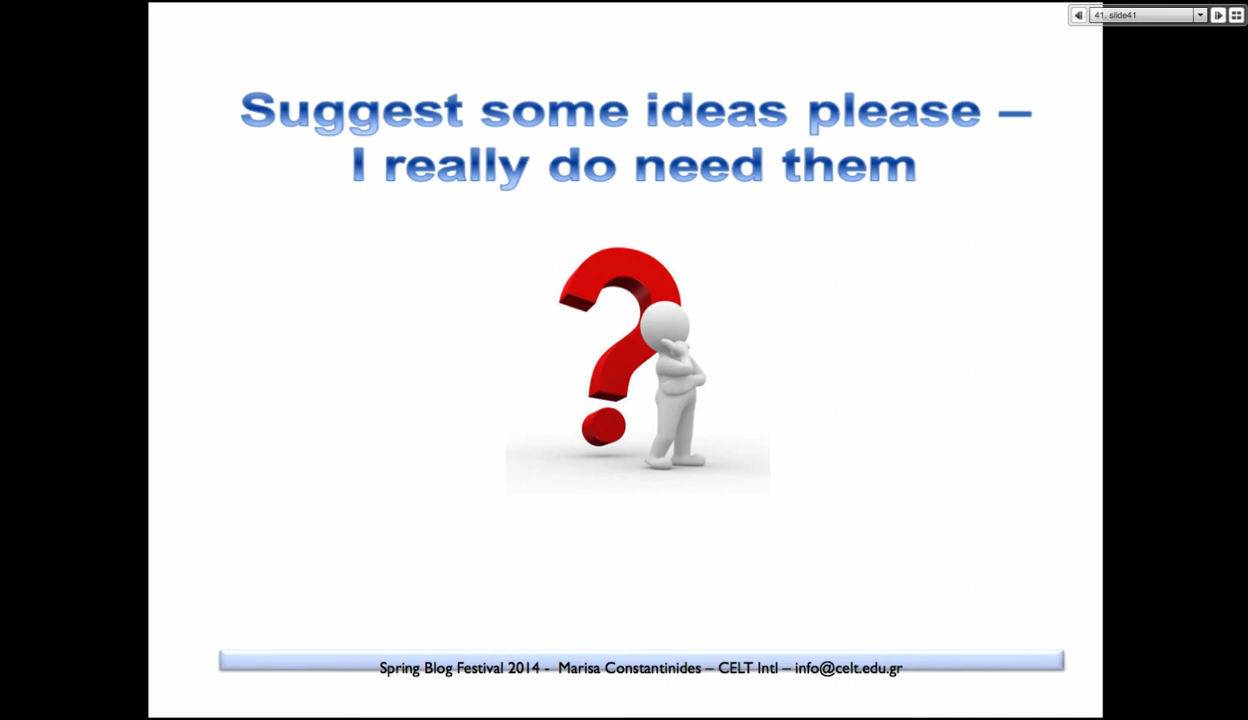 41. slide41
Suggest some ideas please –
I really do need them
Spring Blog Festival 2014 - Marisa Constantinides – CELT Intl – info@celt.edu.gr